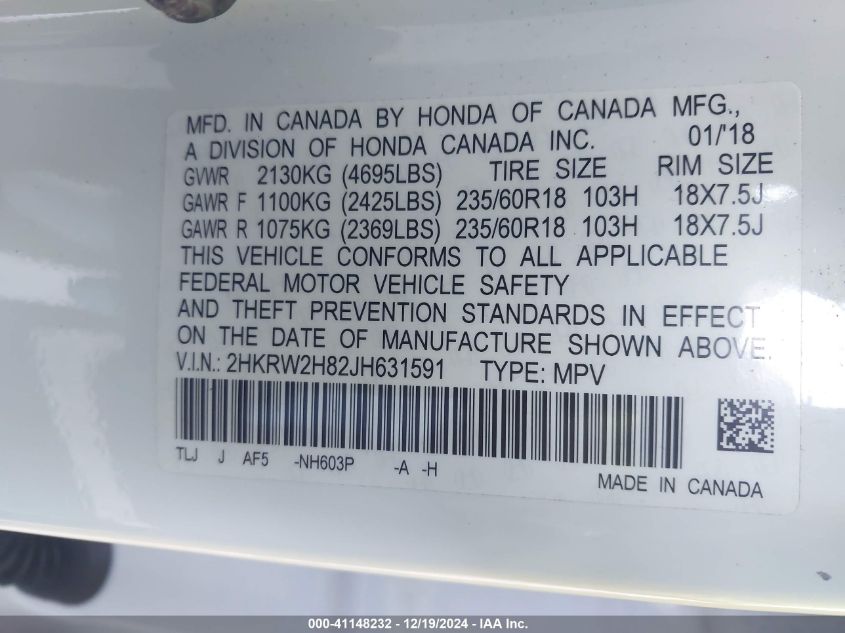 MFD. IN CANADA BY HONDA OF CANADA MFG.,
A DIVISION OF HONDA CANADA INC. 01/'18
GVWR 2130KG (4695LBS) TIRE SIZE RIM SIZE
GAWR F 1100KG (2425LBS) 235/60R18 103H 18X7.5J
GAWR R 1075KG (2369LBS) 235/60R18 103H 18X7.5J
THIS VEHICLE CONFORMS TO ALL APPLICABLE
FEDERAL MOTOR VEHICLE SAFETY
AND THEFT PREVENTION STANDARDS IN EFFECT
ON THE DATE OF MANUFACTURE SHOWN ABOVE.
V.I.N.: 2HKRW2H82JH631591 TYPE: MPV
TLJ J AF5 -NH603P -A -H
MADE IN CANADA
000-41148232 - 12/19/2024 - IAA Inc.